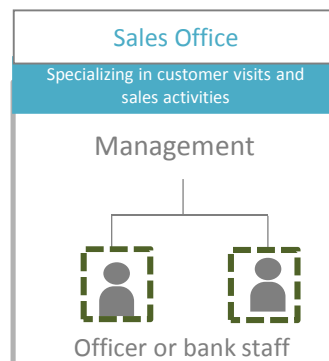 Sales Office
Specializing in customer visits and
sales activities
Management
Officer or bank staff